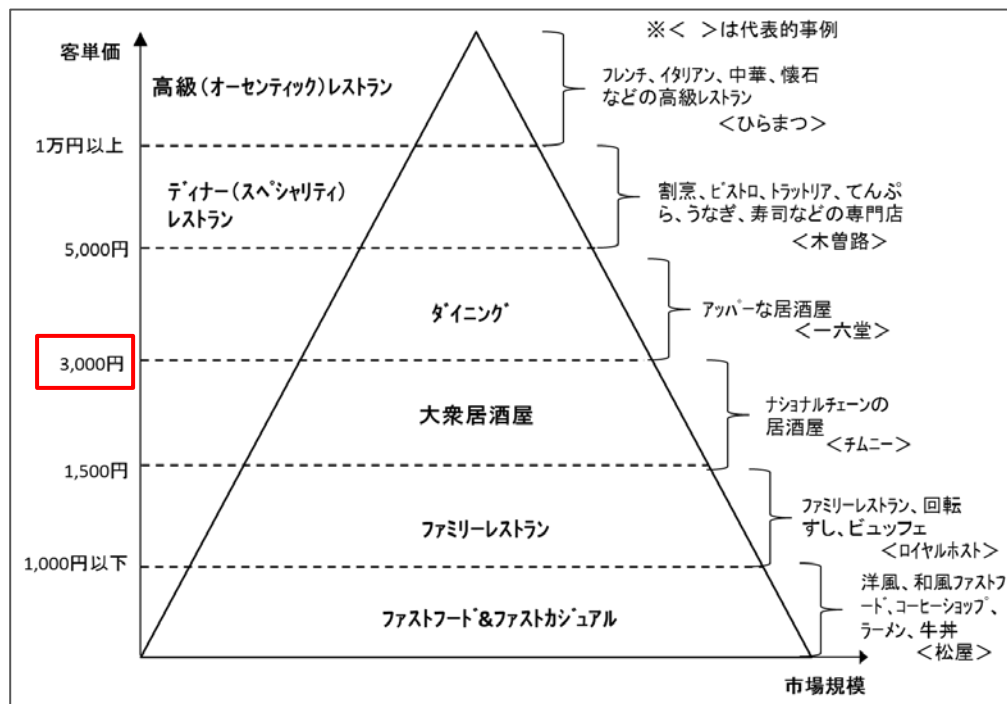 ※< >は代表的事例
客単価
高級(オーセンティック)レストラン
フレンチ、イタリアン、中華、懐石
などの高級レストラン
<ひらまつ>
1万円以上
ディナー(スペシャリティ)
レストラン
割烹、ビストロ、トラットリア、てんぷ
ら、うなぎ、寿司などの専門店
<木曽路>
5,000円
ダイニング
アッパーな居酒屋
<一六堂>
3,000円
大衆居酒屋
ナショナルチェーンの
居酒屋
<チムニー>
1,500円
ファミリーレストラン
ファミリーレストラン、回転
ずし、ビュッフェ
<ロイヤルホスト>
1,000円以下
ファストフード&ファストカジュアル
洋風、和風ファストフ
ード、コーヒーショップ、
ラーメン、牛丼
<松屋>
市場規模